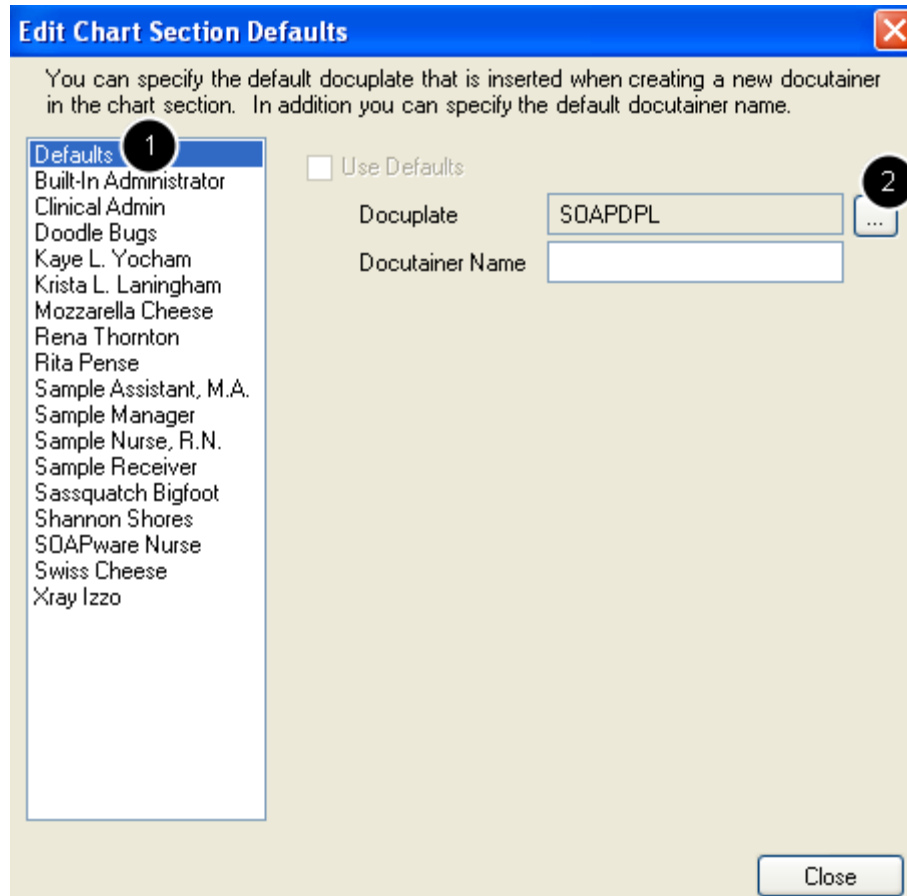 Edit Chart Section Defaults
You can specify the default docuplate that is inserted when creating a new docutainer
in the chart section. In addition you can specify the default docutainer name.
Defaults
1
Built-In Administrator
Clinical Admin
Doodle Bugs
Kaye L. Yocham
Krista L. Laningham
Mozzarella Cheese
Rena Thornton
Rita Pense
Sample Assistant, M.A.
Sample Manager
Sample Nurse, R.N.
Sample Receiver
Sassquatch Bigfoot
Shannon Shores
SOAPware Nurse
Swiss Cheese
Xray Izzo
Use Defaults
2
Docuplate SOAPDPL ...
Docutainer Name
Close